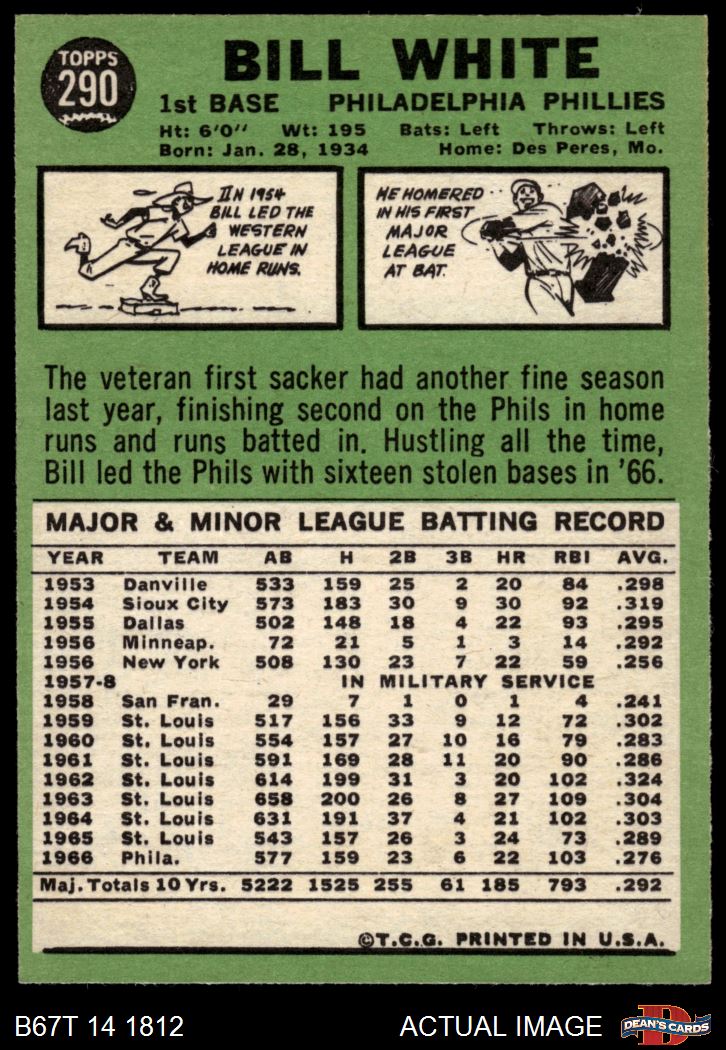 TOPPS
290
BILL WHITE
1st BASE PHILADELPHIA PHILLIES
Ht: 6'0'' Wt: 195 Bats: Left Throws: Left
Born: Jan. 28, 1934 Home: Des Peres, Mo.
IN 1954
BILL LED THE
WESTERN
LEAGUE IN
HOME RUNS.
HE HOMERED
IN HIS FIRST
MAJOR
LEAGUE
AT BAT.
The veteran first sacker had another fine season
last year, finishing second on the Phils in home
runs and runs batted in. Hustling all the time,
Bill led the Phils with sixteen stolen bases in '66.
MAJOR & MINOR LEAGUE BATTING RECORD
YEAR TEAM AB H 2B 3B HR RBI AVG.
1953 Danville 533 159 25 2 20 84 .298
1954 Sioux City 573 183 30 9 30 92 .319
1955 Dallas 502 148 18 4 22 93 .295
1956 Minneap. 72 21 5 1 3 14 .292
1956 New York 508 130 23 7 22 59 .256
1957-8 IN MILITARY SERVICE
1958 San Fran. 29 7 1 0 1 4 .241
1959 St. Louis 517 156 33 9 12 72 .302
1960 St. Louis 554 157 27 10 16 79 .283
1961 St. Louis 591 169 28 11 20 90 .286
1962 St. Louis 614 199 31 3 20 102 .324
1963 St. Louis 658 200 26 8 27 109 .304
1964 St. Louis 631 191 37 4 21 102 .303
1965 St. Louis 543 157 26 3 24 73 .289
1966 Phila. 577 159 23 6 22 103 .276
Maj. Totals 10 Yrs. 5222 1525 255 61 185 793 .292
©T.C.G. PRINTED IN U.S.A.
B67T 14 1812 ACTUAL IMAGE
D
DEAN'S CARDS